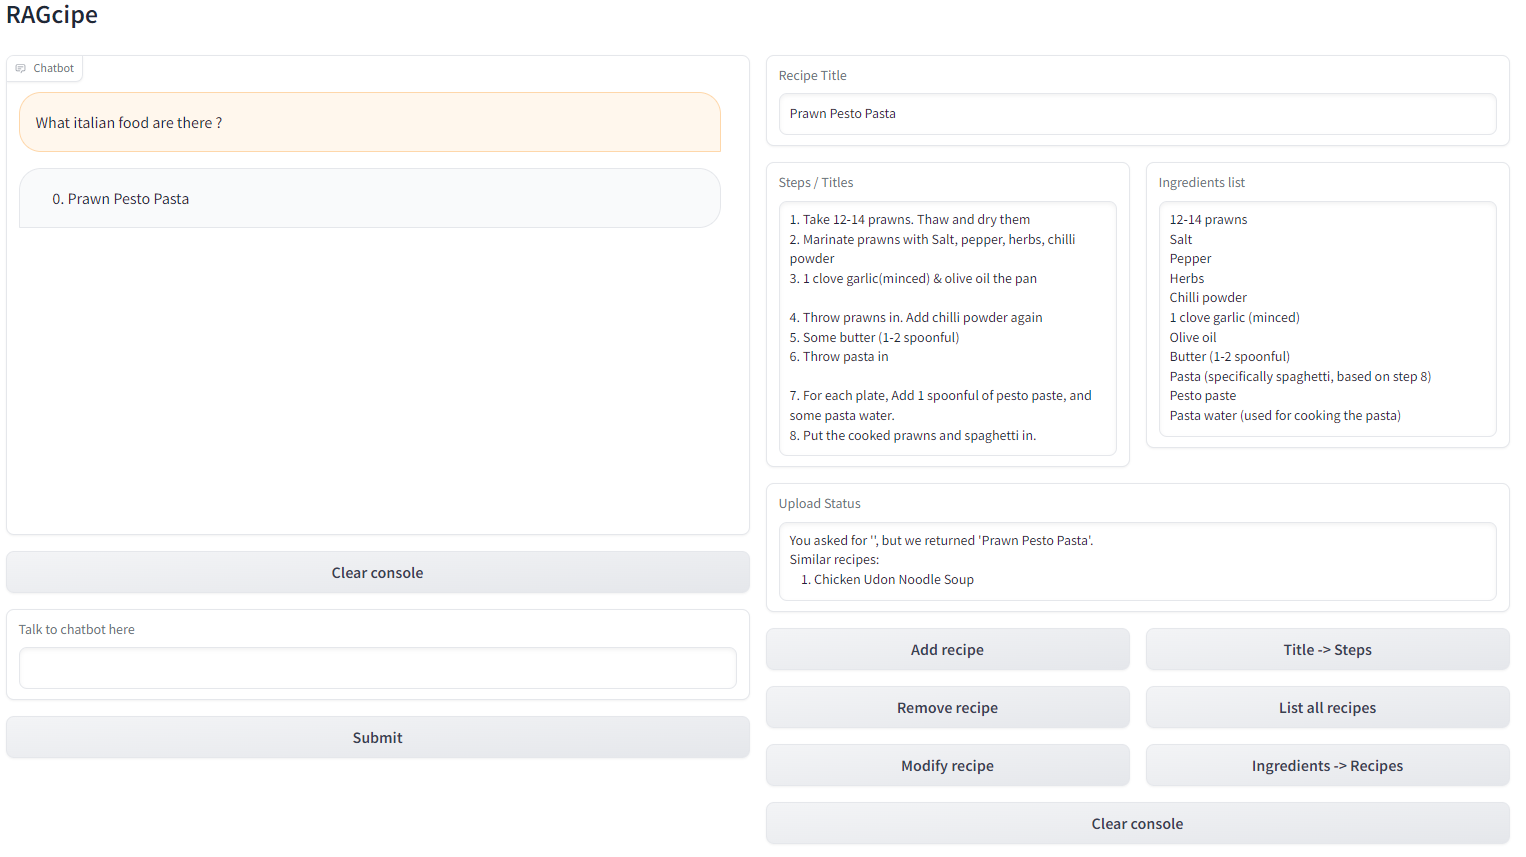 RAGcipe
Chatbot
What italian food are there ?
0. Prawn Pesto Pasta
Clear console
Talk to chatbot here
Submit
Recipe Title
Prawn Pesto Pasta
Steps / Titles
1. Take 12-14 prawns. Thaw and dry them
2. Marinate prawns with Salt, pepper, herbs, chilli
powder
3. 1 clove garlic(minced) & olive oil the pan
4. Throw prawns in. Add chilli powder again
5. Some butter (1-2 spoonful)
6. Throw pasta in
7. For each plate, Add 1 spoonful of pesto paste, and
some pasta water.
8. Put the cooked prawns and spaghetti in.
Ingredients list
12-14 prawns
Salt
Pepper
Herbs
Chilli powder
1 clove garlic (minced)
Olive oil
Butter (1-2 spoonful)
Pasta (specifically spaghetti, based on step 8)
Pesto paste
Pasta water (used for cooking the pasta)
Upload Status
You asked for '', but we returned 'Prawn Pesto Pasta'.
Similar recipes:
1. Chicken Udon Noodle Soup
Add recipe
Title -> Steps
Remove recipe
List all recipes
Modify recipe
Ingredients -> Recipes
Clear console